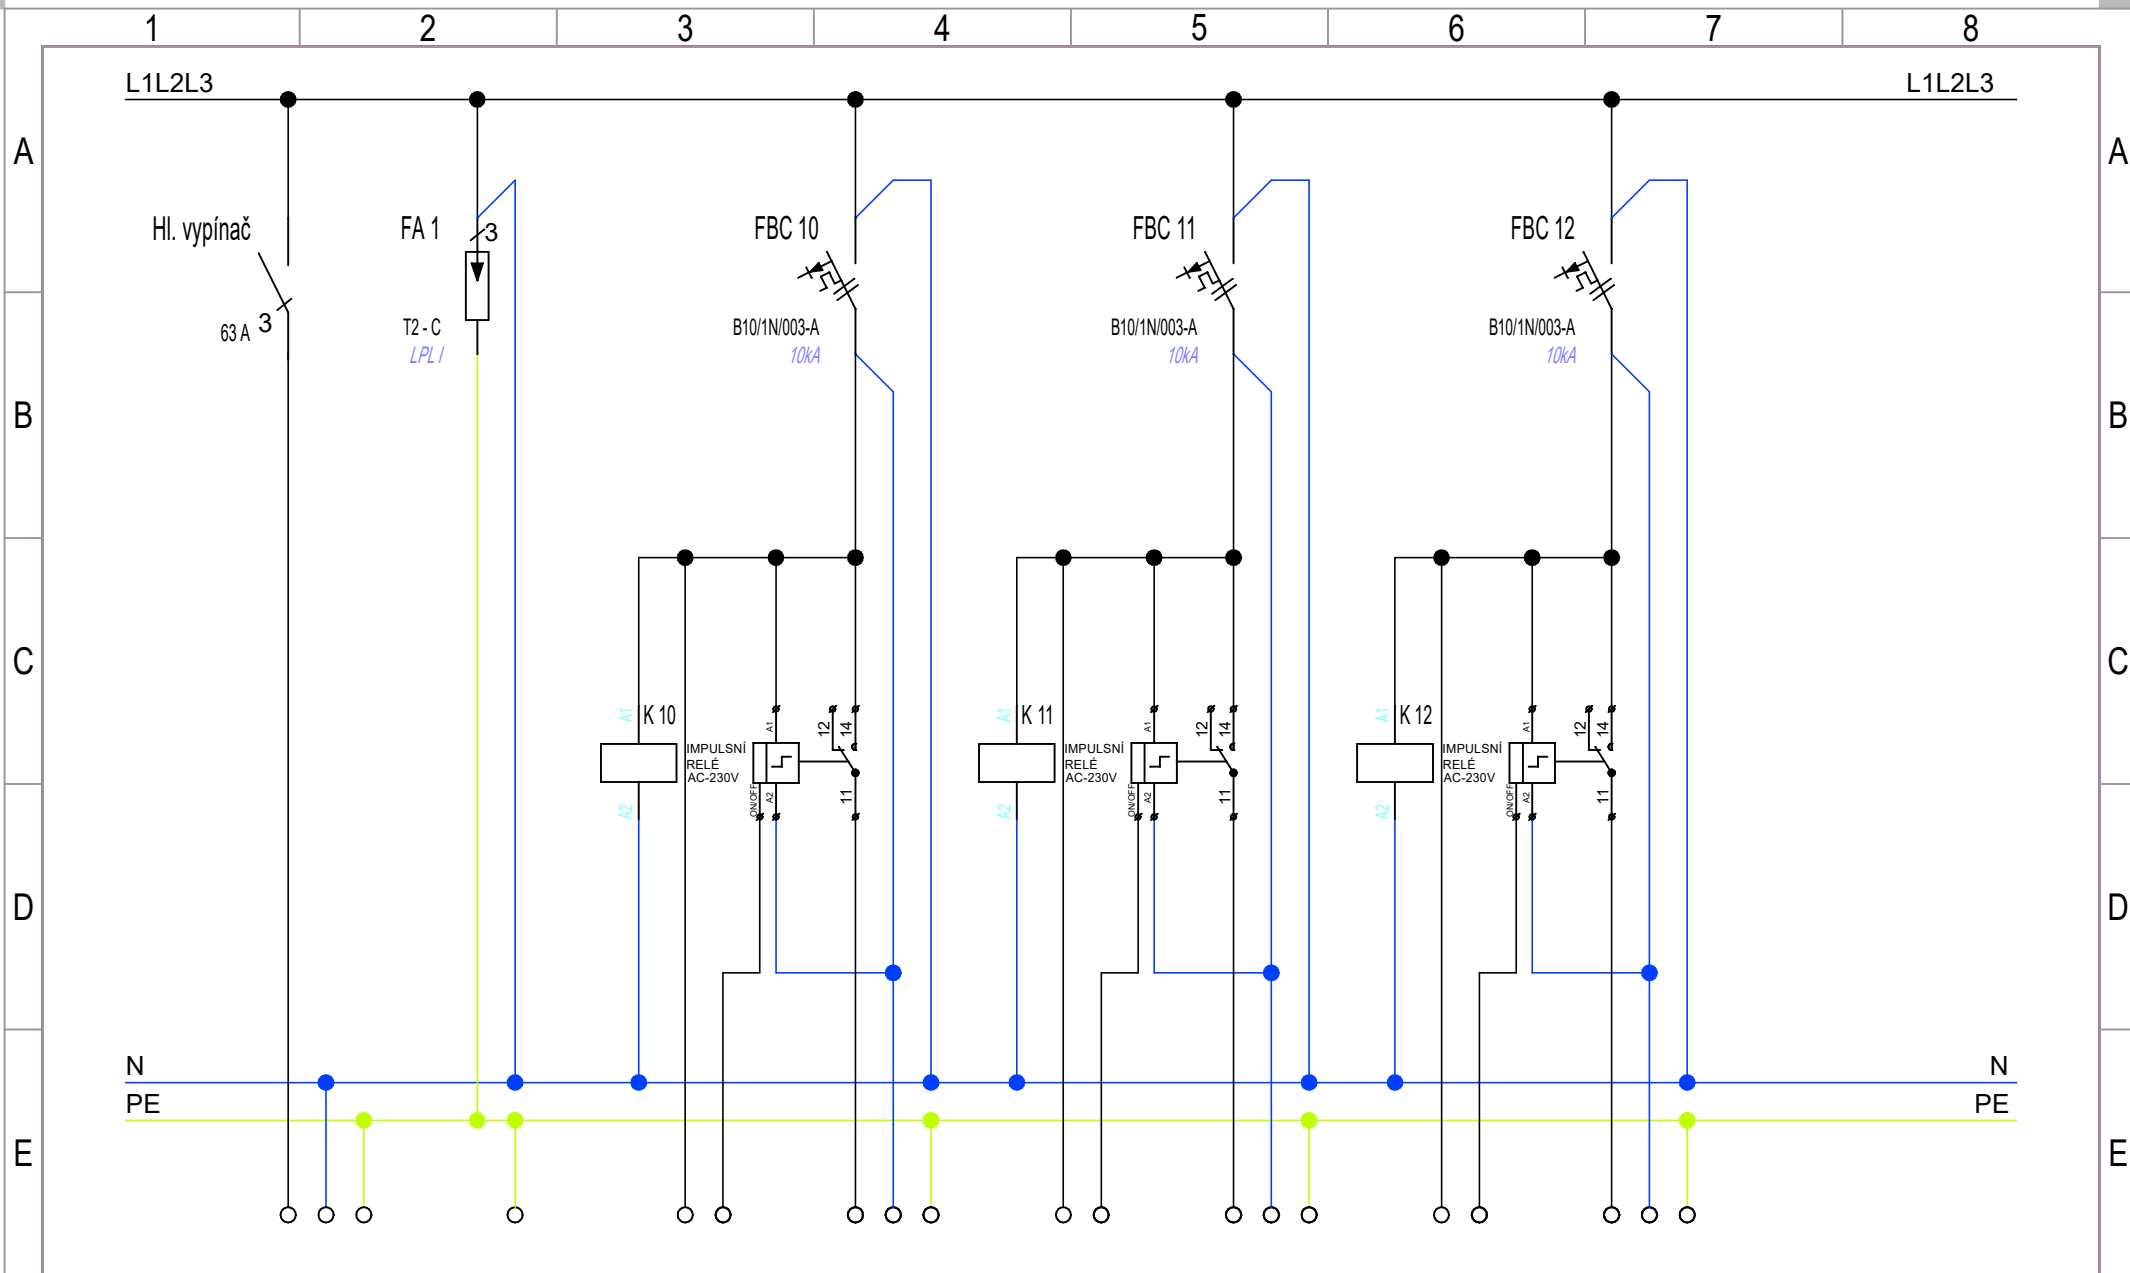 1 2 3 4 5 6 7 8
L1L2L3 L1L2L3
A A
Hl. vypínač FA 1 3 FBC 10 FBC 11 FBC 12
63 A 3 T2 - C B10/1N/003-A B10/1N/003-A B10/1N/003-A
LPL I 10kA 10kA 10kA
B B
C C
A1 K 10 A1 12 14 A1 K 11 A1 12 14 A1 K 12 A1 12 14
IMPULSNÍ IMPULSNÍ IMPULSNÍ
RELÉ RELÉ RELÉ
AC-230V AC-230V AC-230V
A2 ON/OFF A2 11 A2 ON/OFF A2 11 A2 ON/OFF A2 11
D D
N N
PE PE
E E